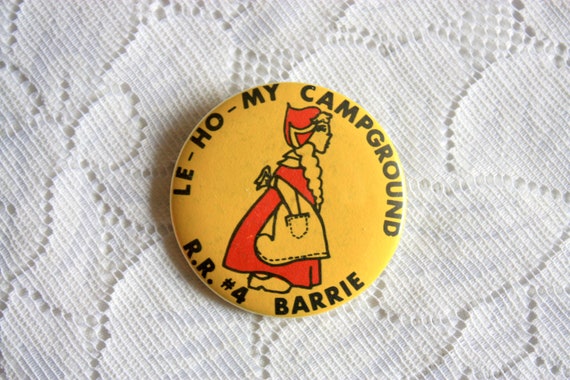 LE-HO-MY CAMPGROUND
R.R. #4 BARRIE